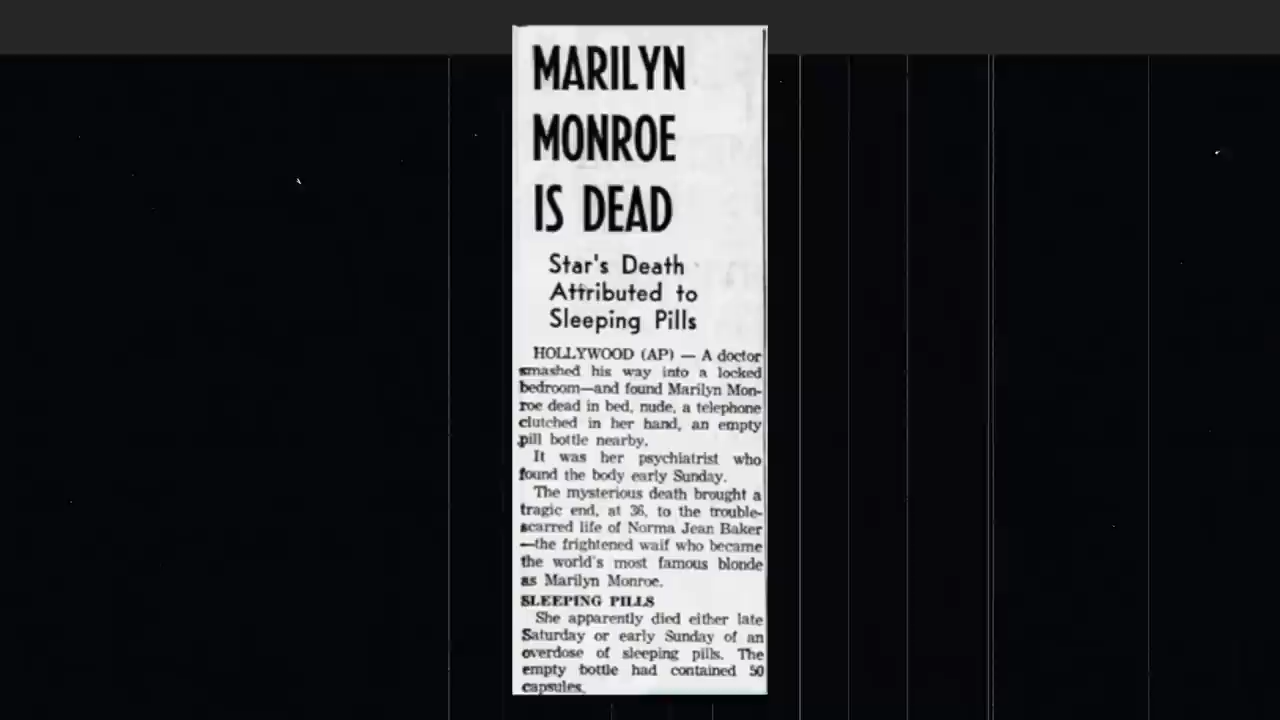 MARILYN
MONROE
IS DEAD
Star's Death
Attributed to
Sleeping Pills
HOLLYWOOD (AP) — A doctor
smashed his way into a locked
bedroom—and found Marilyn Mon-
roe dead in bed, nude, a telephone
clutched in her hand, an empty
pill bottle nearby.
It was her psychiatrist who
found the body early Sunday.
The mysterious death brought a
tragic end, at 36, to the trouble-
scarred life of Norma Jean Baker
—the frightened waif who became
the world's most famous blonde
as Marilyn Monroe.
SLEEPING PILLS
She apparently died either late
Saturday or early Sunday of an
overdose of sleeping pills. The
empty bottle had contained 50
capsules.